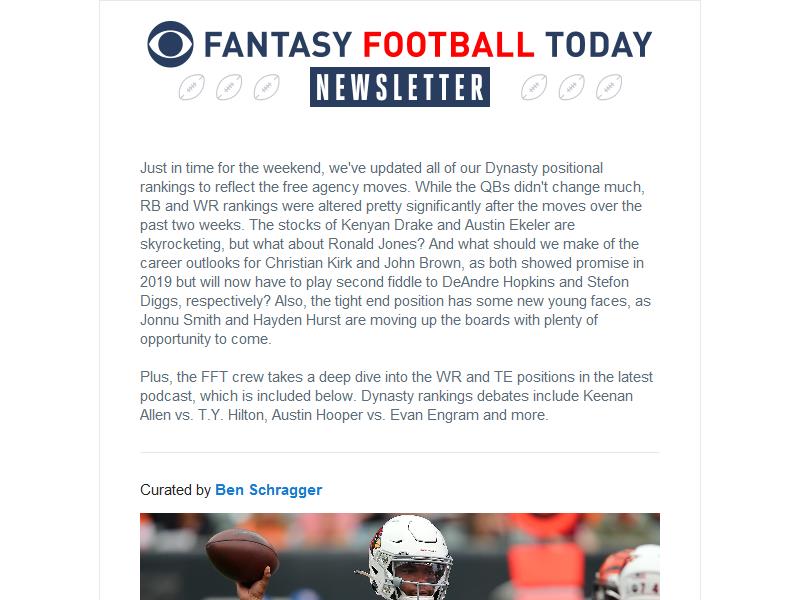 FANTASY FOOTBALL TODAY
NEWSLETTER
Just in time for the weekend, we've updated all of our Dynasty positional
rankings to reflect the free agency moves. While the QBs didn't change much,
RB and WR rankings were altered pretty significantly after the moves over the
past two weeks. The stocks of Kenyan Drake and Austin Ekeler are
skyrocketing, but what about Ronald Jones? And what should we make of the
career outlooks for Christian Kirk and John Brown, as both showed promise in
2019 but will now have to play second fiddle to DeAndre Hopkins and Stefon
Diggs, respectively? Also, the tight end position has some new young faces, as
Jonnu Smith and Hayden Hurst are moving up the boards with plenty of
opportunity to come.
Plus, the FFT crew takes a deep dive into the WR and TE positions in the latest
podcast, which is included below. Dynasty rankings debates include Keenan
Allen vs. T.Y. Hilton, Austin Hooper vs. Evan Engram and more.
Curated by Ben Schragger